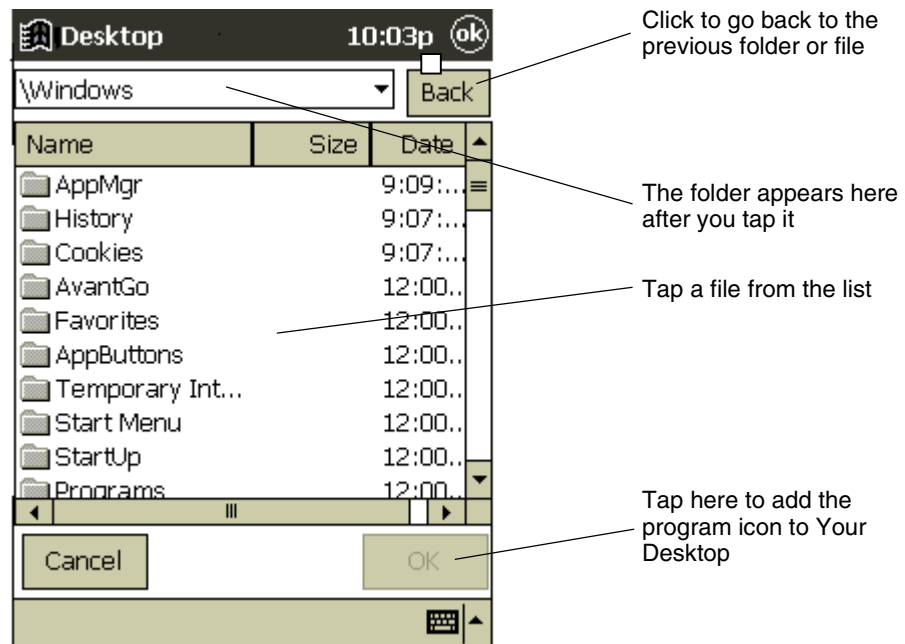 Desktop 10:03p ok
Click to go back to the
previous folder or file
\Windows Back
Name Size Date
AppMgr 9:09:...
History 9:07:...
Cookies 9:07:...
AvantGo 12:00..
Favorites 12:00..
AppButtons 12:00..
Temporary Int... 12:00..
Start Menu 12:00..
StartUp 12:00..
Programs 12:00..
The folder appears here
after you tap it
Tap a file from the list
Tap here to add the
program icon to Your
Desktop
Cancel OK